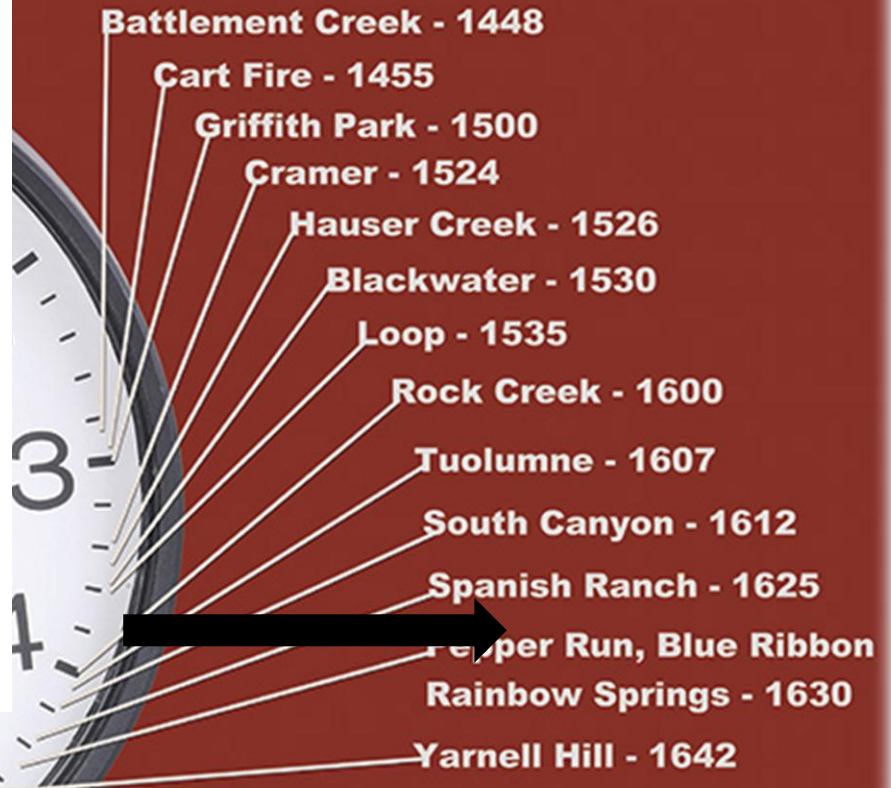 Battlement Creek - 1448
Cart Fire - 1455
Griffith Park - 1500
Cramer - 1524
Hauser Creek - 1526
Blackwater - 1530
Loop - 1535
Rock Creek - 1600
3
Tuolumne - 1607
South Canyon - 1612
Spanish Ranch - 1625
4
Pepper Run, Blue Ribbon
Rainbow Springs - 1630
Yarnell Hill - 1642